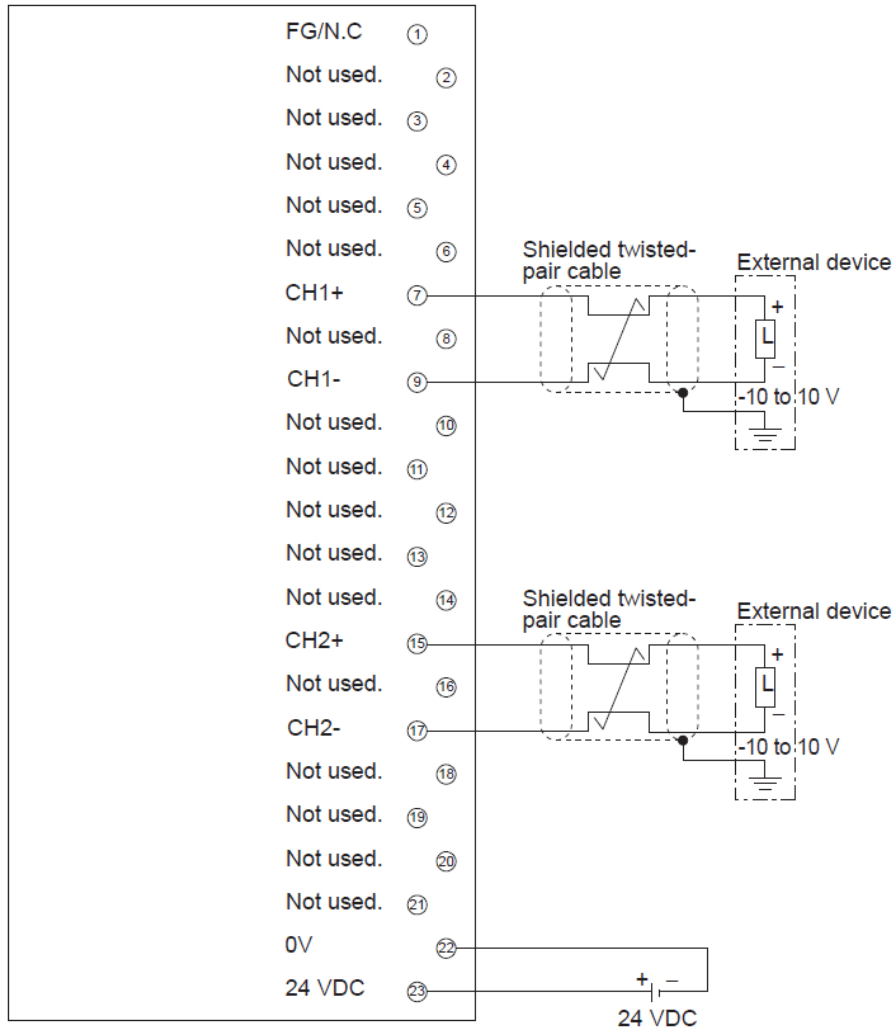 FG/N.C ①
Not used. ②
Not used. ③
Not used. ④
Not used. ⑤
Not used. ⑥
Shielded twisted-
pair cable
External device
CH1+ ⑦
+
Not used. ⑧
L
CH1- ⑨
–
-10 to 10 V
Not used. ⑩
Not used. ⑪
Not used. ⑫
Not used. ⑬
Not used. ⑭
Shielded twisted-
pair cable
External device
CH2+ ⑮
+
Not used. ⑯
L
CH2- ⑰
–
-10 to 10 V
Not used. ⑱
Not used. ⑲
Not used. ⑳
Not used. ㉑
0V ㉒
24 VDC ㉓
+ –
24 VDC